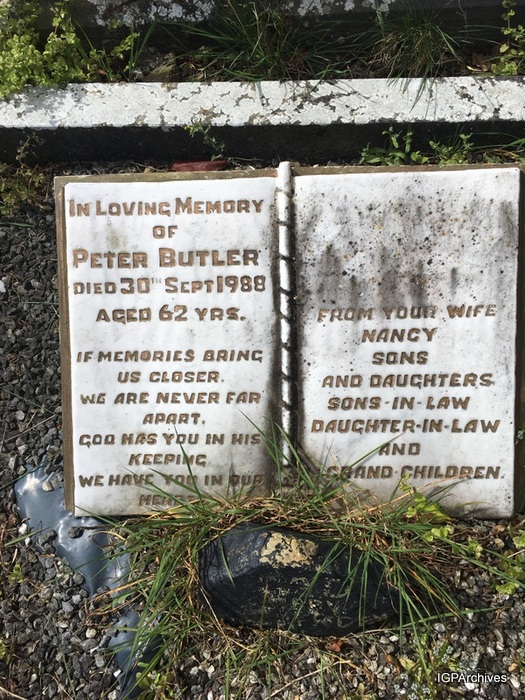 IN LOVING MEMORY
OF
PETER BUTLER
DIED 30TH SEPT 1988
AGED 62 YRS.
IF MEMORIES BRING
US CLOSER.
WE ARE NEVER FAR
APART.
GOD HAS YOU IN HIS
KEEPING
WE HAVE YOU IN OUR
FROM YOUR WIFE
NANCY
SONS
AND DAUGHTERS,
SONS-IN-LAW
DAUGHTER-IN-LAW
AND
GRAND-CHILDREN.
IGPArchives